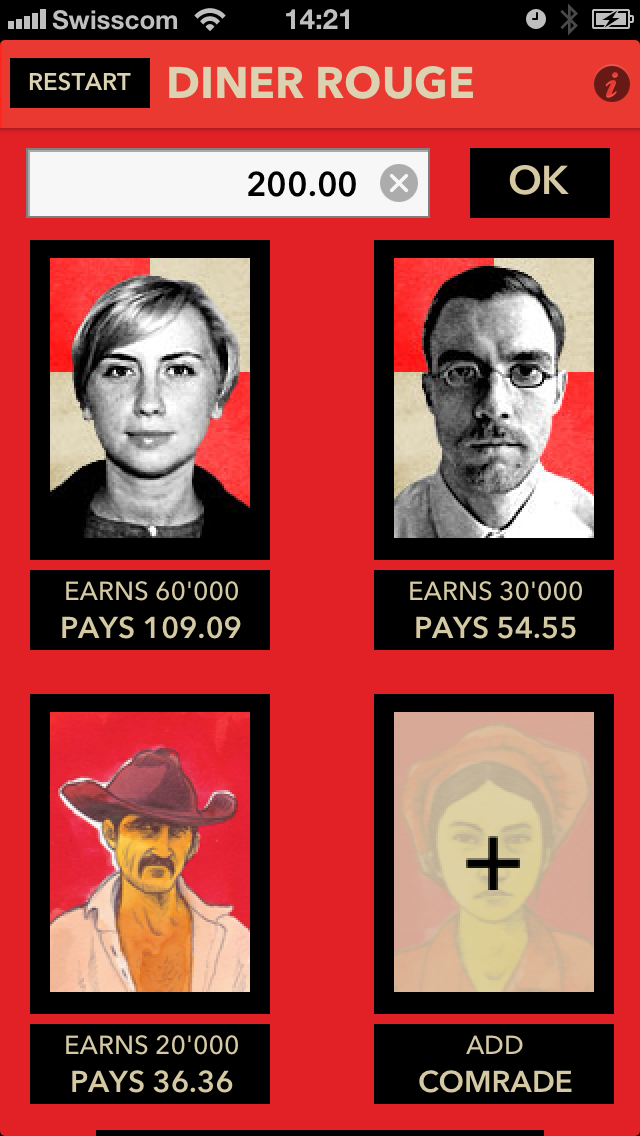 Swisscom 14:21
RESTART DINER ROUGE i
200.00 OK
EARNS 60'000
PAYS 109.09
EARNS 30'000
PAYS 54.55
EARNS 20'000
PAYS 36.36
ADD
COMRADE